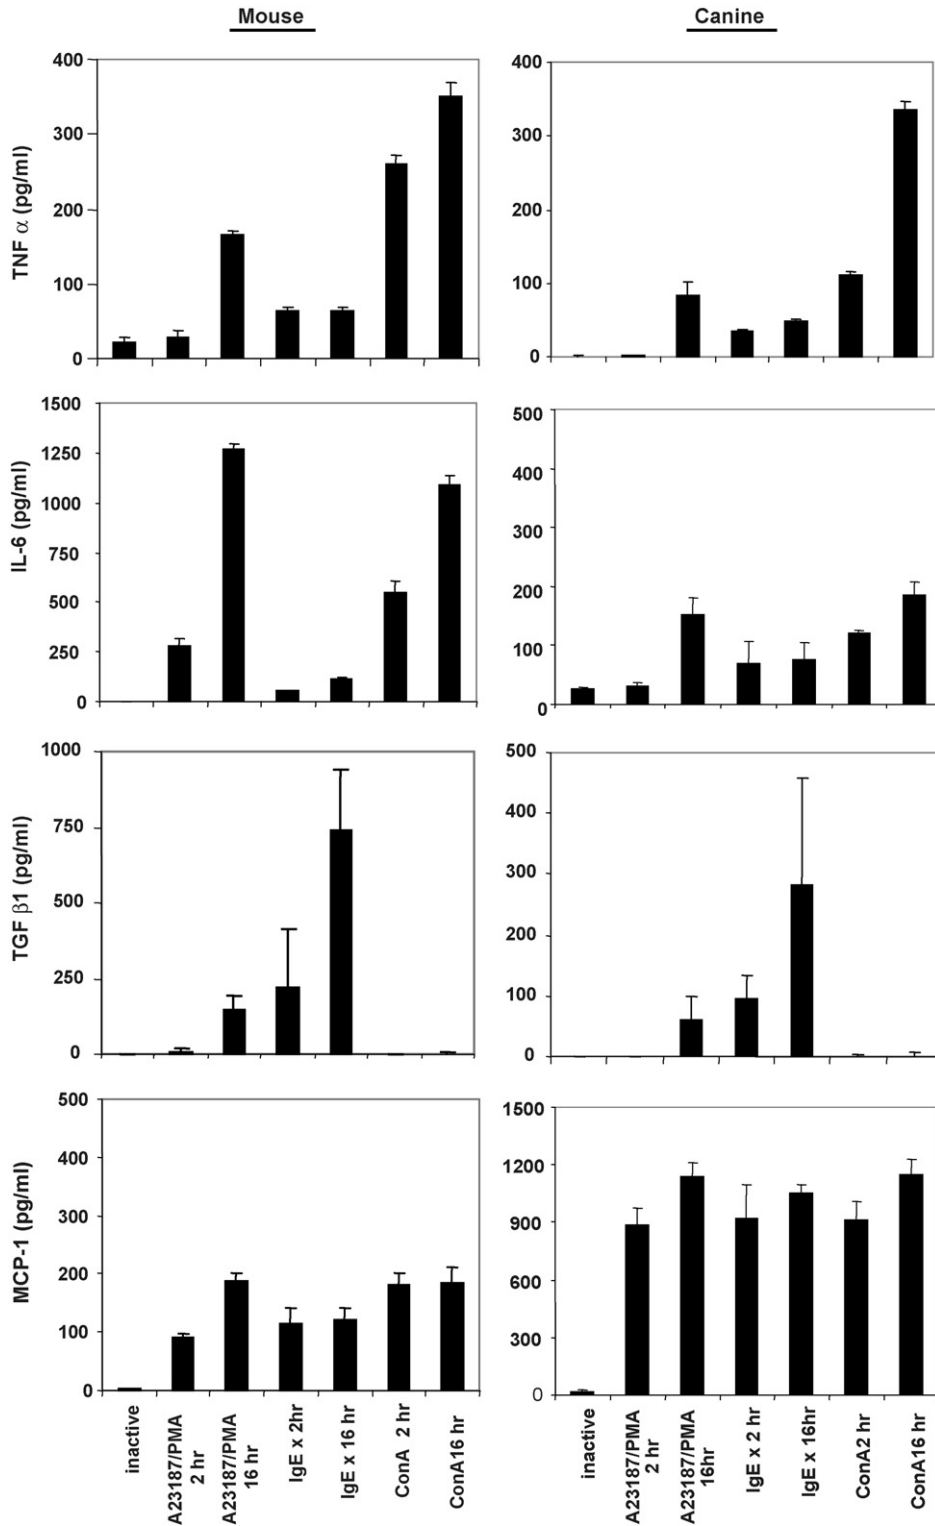 Mouse
Canine
TNF α (pg/ml)
400
300
200
100
0
400
300
200
100
0
IL-6 (pg/ml)
1500
1250
1000
750
500
250
0
500
400
300
200
100
0
TGF β1 (pg/ml)
1000
750
500
250
0
500
400
300
200
100
0
MCP-1 (pg/ml)
500
400
300
200
100
0
1500
1200
900
600
300
0
inactive
A23187/PMA
2 hr
A23187/PMA
16 hr
IgE x 2hr
IgE x 16 hr
ConA 2 hr
ConA16 hr
inactive
A23187/PMA
2 hr
A23187/PMA
16hr
IgE x 2 hr
IgE x 16hr
ConA2 hr
ConA16 hr